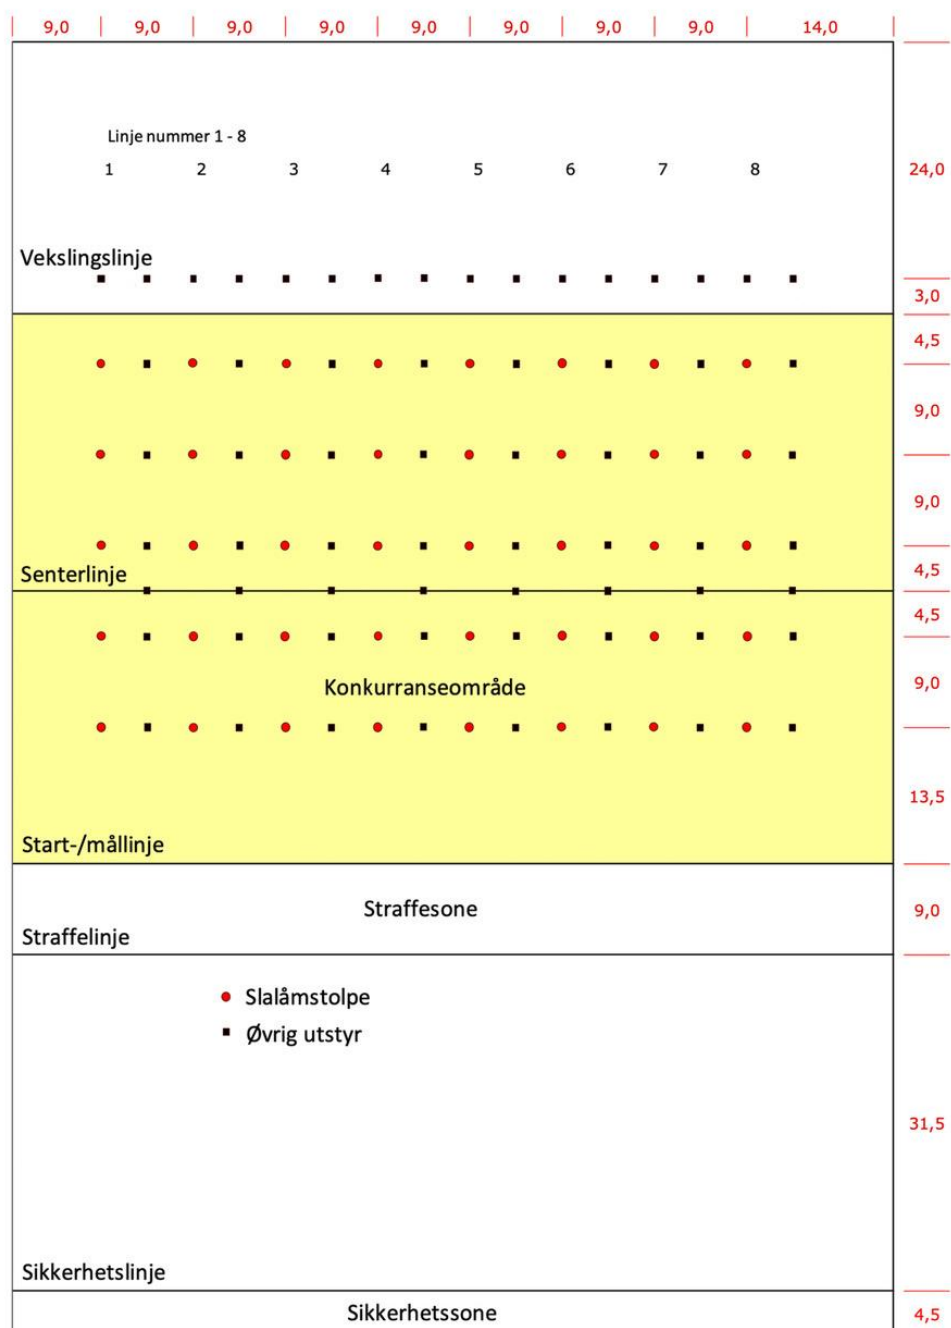 9,0 9,0 9,0 9,0 9,0 9,0 9,0 9,0 14,0
Linje nummer 1 - 8
1 2 3 4 5 6 7 8
24,0
Vekslingslinje
3,0
4,5
9,0
9,0
Senterlinje
4,5
4,5
Konkurranseområde
9,0
13,5
Start-/mållinje
Straffesone
9,0
Straffelinje
Slalåmstolpe
Øvrig utstyr
31,5
Sikkerhetslinje
Sikkerhetssone
4,5